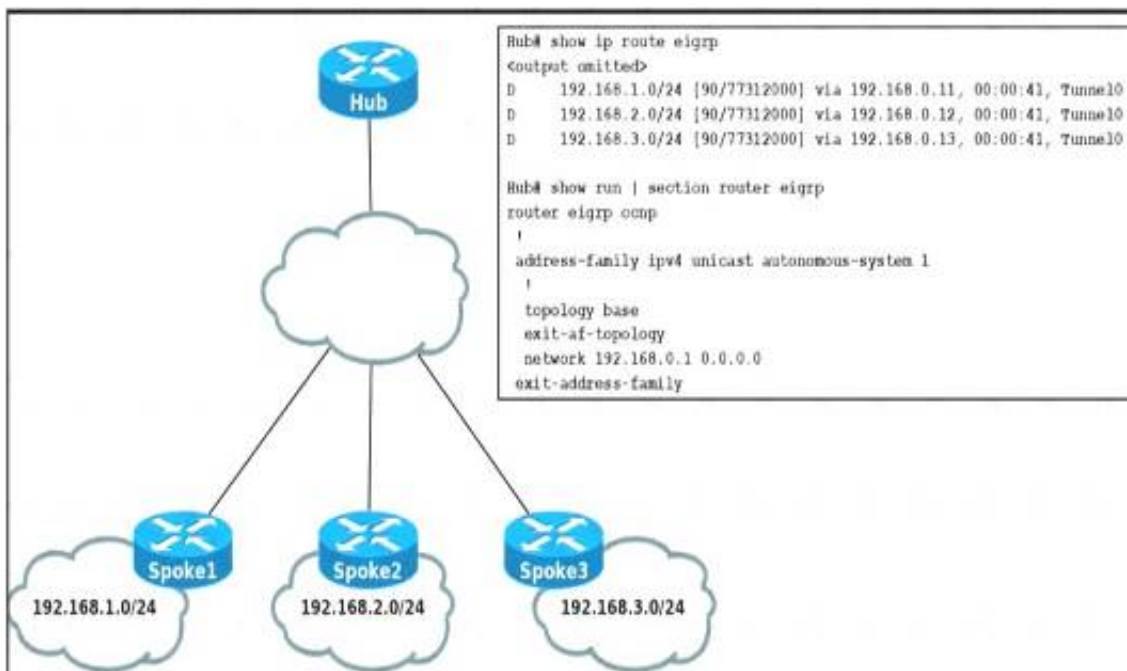 Hub# show ip route eigrp
<output omitted>
D 192.168.1.0/24 [90/77312000] via 192.168.0.11, 00:00:41, Tunnel0
D 192.168.2.0/24 [90/77312000] via 192.168.0.12, 00:00:41, Tunnel0
D 192.168.3.0/24 [90/77312000] via 192.168.0.13, 00:00:41, Tunnel0
Hub# show run | section router eigrp
router eigrp ccnp
!
address-family ipv4 unicast autonomous-system 1
!
topology base
exit-af-topology
network 192.168.0.1 0.0.0.0
exit-address-family
Hub
Spoke1
Spoke2
Spoke3
192.168.1.0/24
192.168.2.0/24
192.168.3.0/24